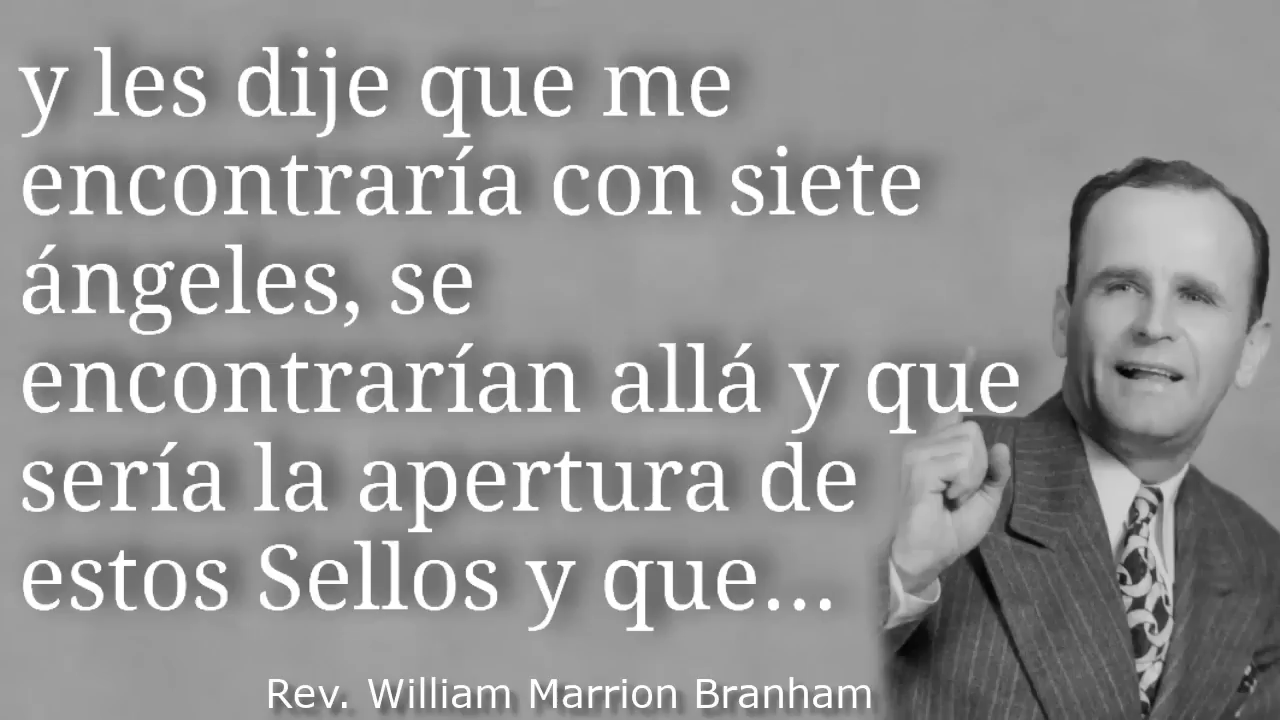 y les dije que me
encontraría con siete
ángeles, se
encontrarían allá y que
sería la apertura de
estos Sellos y que...
Rev. William Marrion Branham